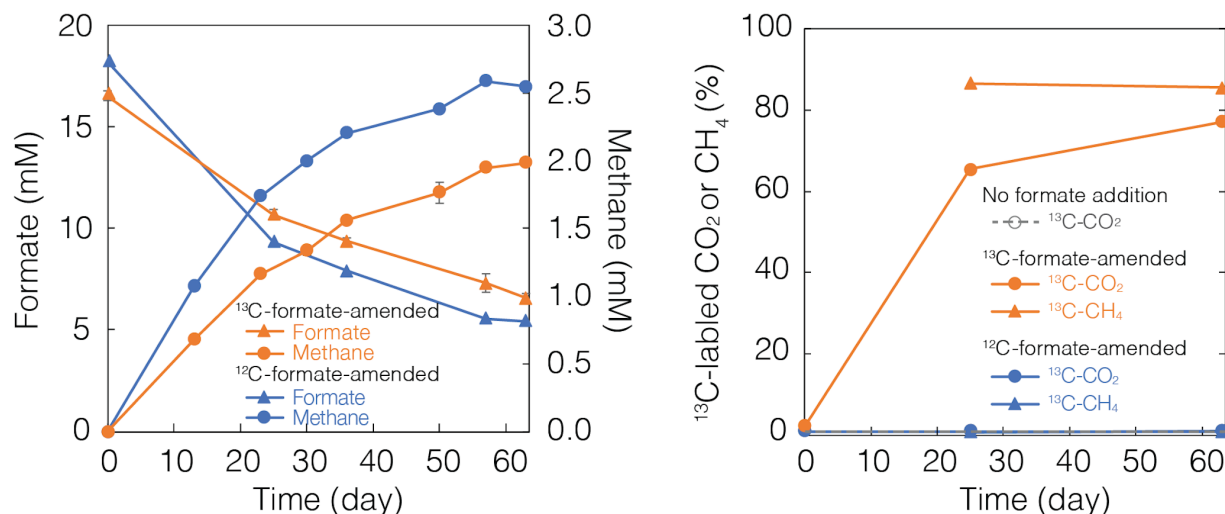 20
15
10
5
0
Formate (mM)
3.0
2.5
2.0
1.5
1.0
0.5
0.0
Methane (mM)
¹³C-formate-amended
Formate
Methane
¹²C-formate-amended
Formate
Methane
0 10 20 30 40 50 60
Time (day)
100
80
60
40
20
0
¹³C-labled CO₂ or CH₄ (%)
No formate addition
¹³C-CO₂
¹³C-formate-amended
¹³C-CO₂
¹³C-CH₄
¹²C-formate-amended
¹³C-CO₂
¹³C-CH₄
0 10 20 30 40 50 60
Time (day)